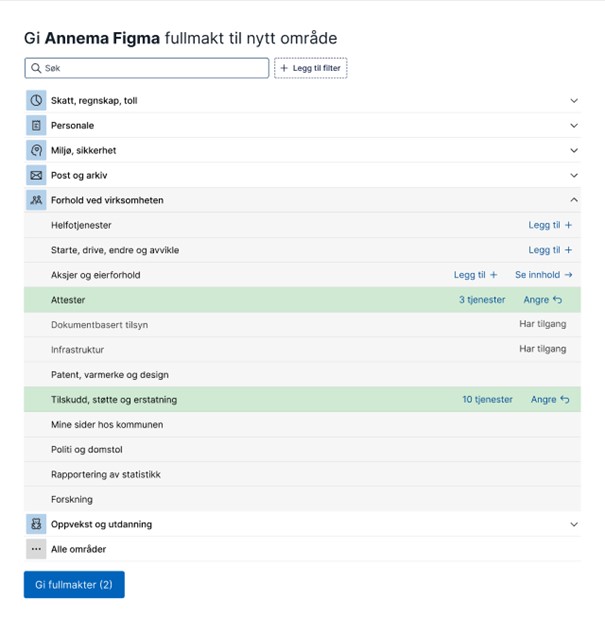 Gi Annema Figma fullmakt til nytt område
Søk
+ Legg til filter
Skatt, regnskap, toll
Personale
Miljø, sikkerhet
Post og arkiv
Forhold ved virksomheten
Helfotjenester Legg til +
Starte, drive, endre og avvikle Legg til +
Aksjer og eierforhold Legg til + Se innhold →
Attester 3 tjenester Angre
Dokumentbasert tilsyn Har tilgang
Infrastruktur Har tilgang
Patent, varmerke og design
Tilskudd, støtte og erstatning 10 tjenester Angre
Mine sider hos kommunen
Politi og domstol
Rapportering av statistikk
Forskning
Oppvekst og utdanning
Alle områder
Gi fullmakter (2)